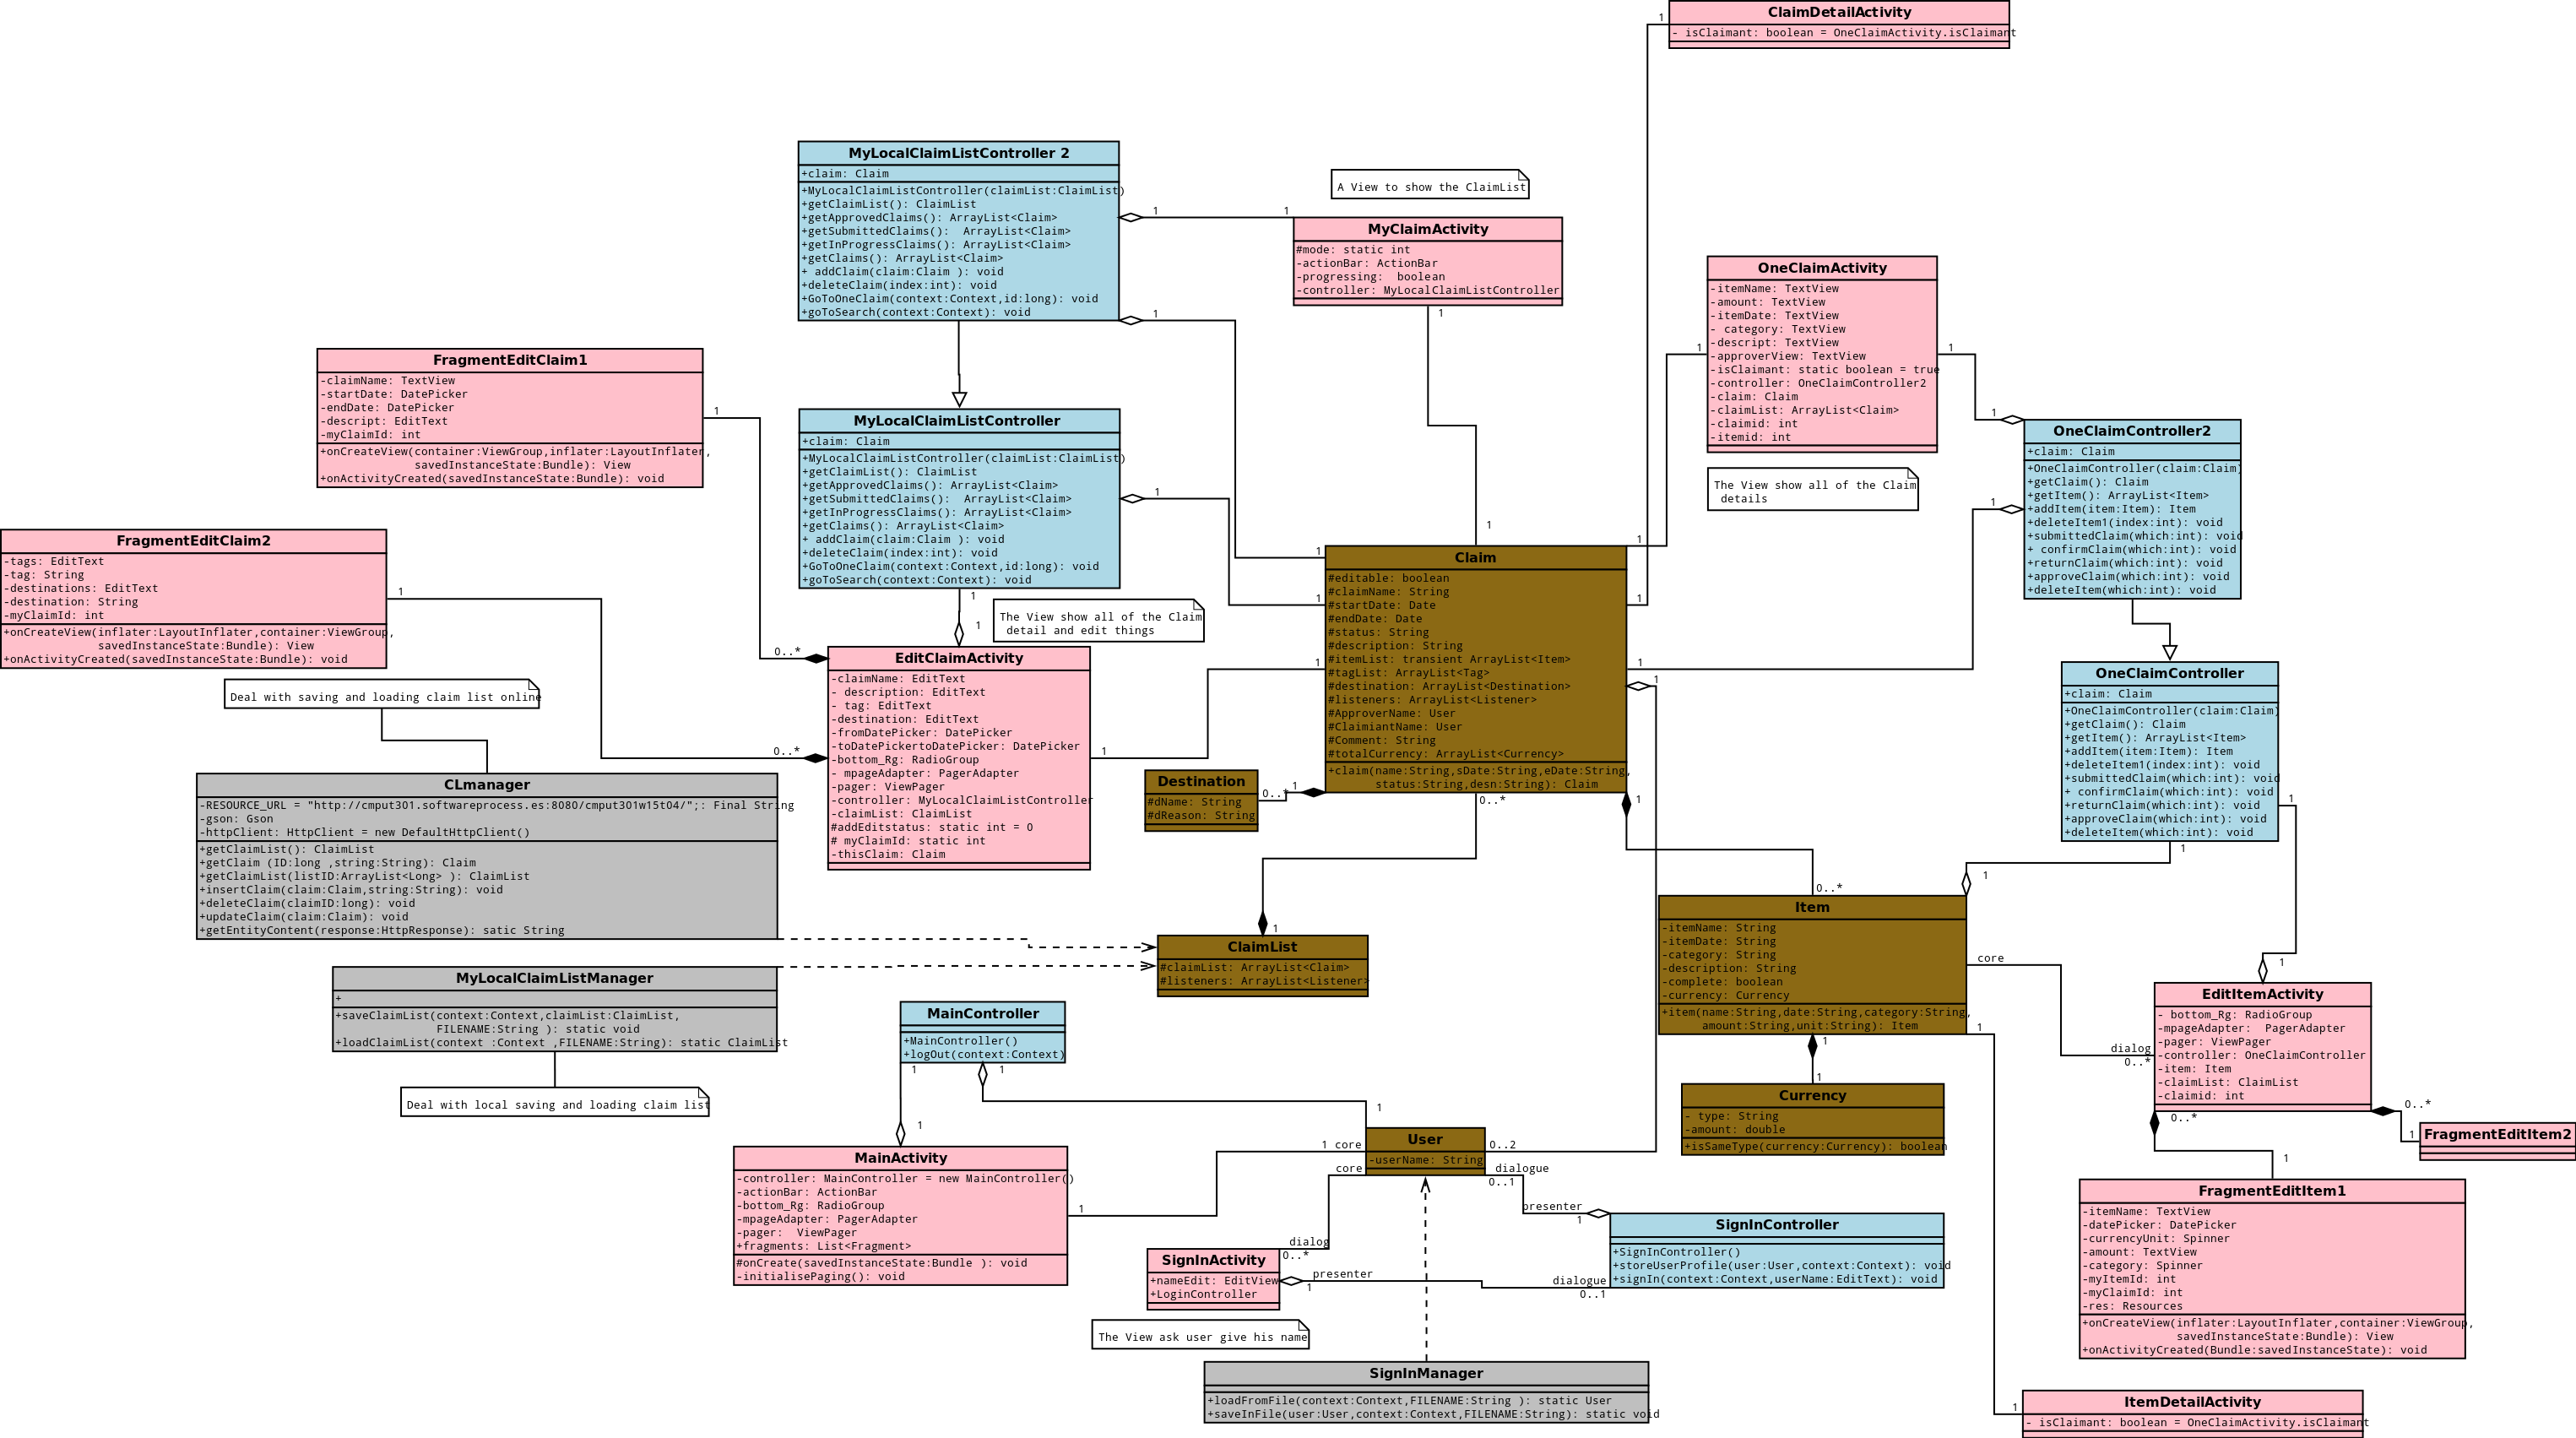 ClaimDetailActivity
- isClaimant: boolean = OneClaimActivity.isClaimant
1
1
MyLocalClaimListController 2
+claim: Claim
+MyLocalClaimListController(claimList:ClaimList)
+getClaimList(): ClaimList
+getApprovedClaims(): ArrayList<Claim>
+getSubmittedClaims():  ArrayList<Claim>
+getInProgressClaims(): ArrayList<Claim>
+getClaims(): ArrayList<Claim>
+ addClaim(claim:Claim ): void
+deleteClaim(index:int): void
+GoToOneClaim(context:Context,id:long): void
+goToSearch(context:Context): void
1
1
1
1
A View to show the ClaimList
MyClaimActivity
#mode: static int
-actionBar: ActionBar
-progressing:  boolean
-controller: MyLocalClaimListController
1
1
OneClaimActivity
-itemName: TextView
-amount: TextView
-itemDate: TextView
- category: TextView
-descript: TextView
-approverView: TextView
-isClaimant: static boolean = true
-controller: OneClaimController2
-claim: Claim
-claimList: ArrayList<Claim>
-claimid: int
-itemid: int
1
1
1
1
The View show all of the Claim
details
FragmentEditClaim1
-claimName: TextView
-startDate: DatePicker
-endDate: DatePicker
-descript: EditText
-myClaimId: int
+onCreateView(container:ViewGroup,inflater:LayoutInflater,
savedInstanceState:Bundle): View
+onActivityCreated(savedInstanceState:Bundle): void
1
0..*
MyLocalClaimListController
+claim: Claim
+MyLocalClaimListController(claimList:ClaimList)
+getClaimList(): ClaimList
+getApprovedClaims(): ArrayList<Claim>
+getSubmittedClaims():  ArrayList<Claim>
+getInProgressClaims(): ArrayList<Claim>
+getClaims(): ArrayList<Claim>
+ addClaim(claim:Claim ): void
+deleteClaim(index:int): void
+GoToOneClaim(context:Context,id:long): void
+goToSearch(context:Context): void
1
1
1
1
OneClaimController2
+claim: Claim
+OneClaimController(claim:Claim)
+getClaim(): Claim
+getItem(): ArrayList<Item>
+addItem(item:Item): Item
+deleteItem1(index:int): void
+submittedClaim(which:int): void
+ confirmClaim(which:int): void
+returnClaim(which:int): void
+approveClaim(which:int): void
+deleteItem(which:int): void
1
1
FragmentEditClaim2
-tags: EditText
-tag: String
-destinations: EditText
-destination: String
-myClaimId: int
+onCreateView(inflater:LayoutInflater,container:ViewGroup,
savedInstanceState:Bundle): View
+onActivityCreated(savedInstanceState:Bundle): void
1
0..*
The View show all of the Claim
detail and edit things
Claim
#editable: boolean
#claimName: String
#startDate: Date
#endDate: Date
#status: String
#description: String
#itemList: transient ArrayList<Item>
#tagList: ArrayList<Tag>
#destination: ArrayList<Destination>
#listeners: ArrayList<Listener>
#ApproverName: User
#ClaimiantName: User
#Comment: String
#totalCurrency: ArrayList<Currency>
+claim(name:String,sDate:String,eDate:String,
status:String,desn:String): Claim
1
1
0..*
EditClaimActivity
-claimName: EditText
- description: EditText
- tag: EditText
-destination: EditText
-fromDatePicker: DatePicker
-toDatePickertoDatePicker: DatePicker
-bottom_Rg: RadioGroup
- mpageAdapter: PagerAdapter
-pager: ViewPager
-controller: MyLocalClaimListController
-claimList: ClaimList
#addEditstatus: static int = 0
# myClaimId: static int
-thisClaim: Claim
1
1
OneClaimController
+claim: Claim
+OneClaimController(claim:Claim)
+getClaim(): Claim
+getItem(): ArrayList<Item>
+addItem(item:Item): Item
+deleteItem1(index:int): void
+submittedClaim(which:int): void
+ confirmClaim(which:int): void
+returnClaim(which:int): void
+approveClaim(which:int): void
+deleteItem(which:int): void
1
1
1
1
Deal with saving and loading claim list online
CLmanager
-RESOURCE_URL = "http://cmput301.softwareprocess.es:8080/cmput301w15t04/";: Final String
-gson: Gson
-httpClient: HttpClient = new DefaultHttpClient()
+getClaimList(): ClaimList
+getClaim (ID:long ,string:String): Claim
+getClaimList(listID:ArrayList<Long> ): ClaimList
+insertClaim(claim:Claim,string:String): void
+deleteClaim(claimID:long): void
+updateClaim(claim:Claim): void
+getEntityContent(response:HttpResponse): satic String
Destination
#dName: String
#dReason: String
0..*
1
ClaimList
#claimList: ArrayList<Claim>
#listeners: ArrayList<Listener>
1
Item
-itemName: String
-itemDate: String
-category: String
-description: String
-complete: boolean
-currency: Currency
+item(name:String,date:String,category:String,
amount:String,unit:String): Item
0..*
core
dialog
0..*
1
1
1
MyLocalClaimListManager
+
+saveClaimList(context:Context,claimList:ClaimList,
FILENAME:String ): static void
+loadClaimList(context :Context ,FILENAME:String): static ClaimList
Deal with local saving and loading claim list
MainController
+MainController()
+logOut(context:Context)
1
1
1
1
EditItemActivity
- bottom_Rg: RadioGroup
-mpageAdapter:  PagerAdapter
-pager: ViewPager
-controller: OneClaimController
-item: Item
-claimList: ClaimList
-claimid: int
0..*
0..*
1
1
FragmentEditItem2
Currency
- type: String
-amount: double
+isSameType(currency:Currency): boolean
User
-userName: String
1 core
core
0..2
dialogue
0..1
MainActivity
-controller: MainController = new MainController()
-actionBar: ActionBar
-bottom_Rg: RadioGroup
-mpageAdapter: PagerAdapter
-pager:  ViewPager
+fragments: List<Fragment>
#onCreate(savedInstanceState:Bundle ): void
-initialisePaging(): void
1
presenter
1
SignInController
+SignInController()
+storeUserProfile(user:User,context:Context): void
+signIn(context:Context,userName:EditText): void
dialog
0..*
SignInActivity
+nameEdit: EditView
+LoginController
presenter
1
dialogue
0..1
The View ask user give his name
FragmentEditItem1
-itemName: TextView
-datePicker: DatePicker
-currencyUnit: Spinner
-amount: TextView
-category: Spinner
-myItemId: int
-myClaimId: int
-res: Resources
+onCreateView(inflater:LayoutInflater,container:ViewGroup,
savedInstanceState:Bundle): View
+onActivityCreated(Bundle:savedInstanceState): void
SignInManager
+loadFromFile(context:Context,FILENAME:String ): static User
+saveInFile(user:User,context:Context,FILENAME:String): static void
1
ItemDetailActivity
- isClaimant: boolean = OneClaimActivity.isClaimant